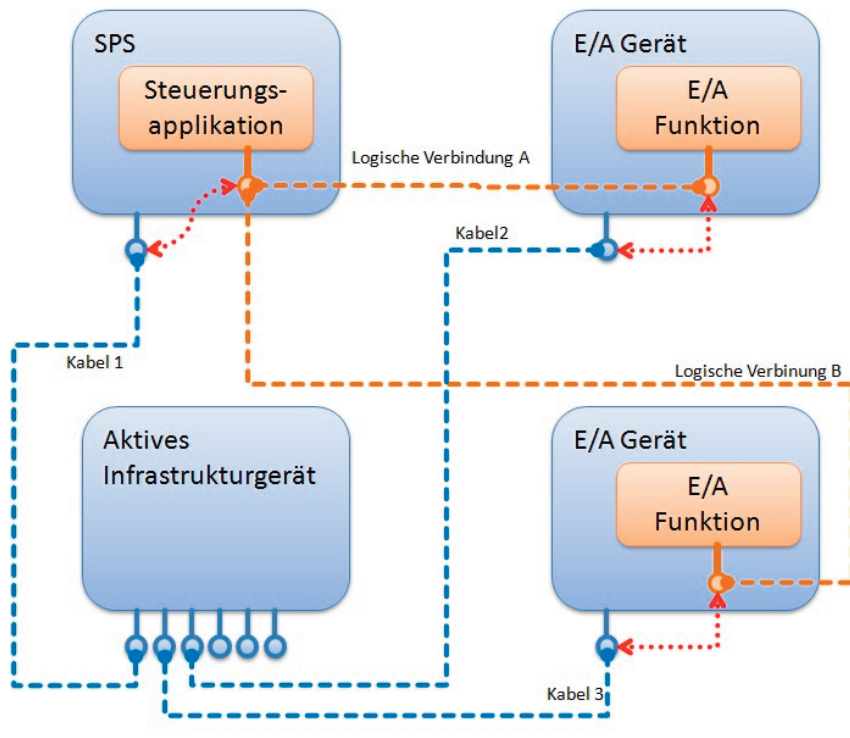 SPS
Steuerungs-
applikation
E/A Gerät
E/A
Funktion
Logische Verbindung A
Kabel2
Kabel 1
Logische Verbinung B
Aktives
Infrastrukturgerät
E/A Gerät
E/A
Funktion
Kabel 3